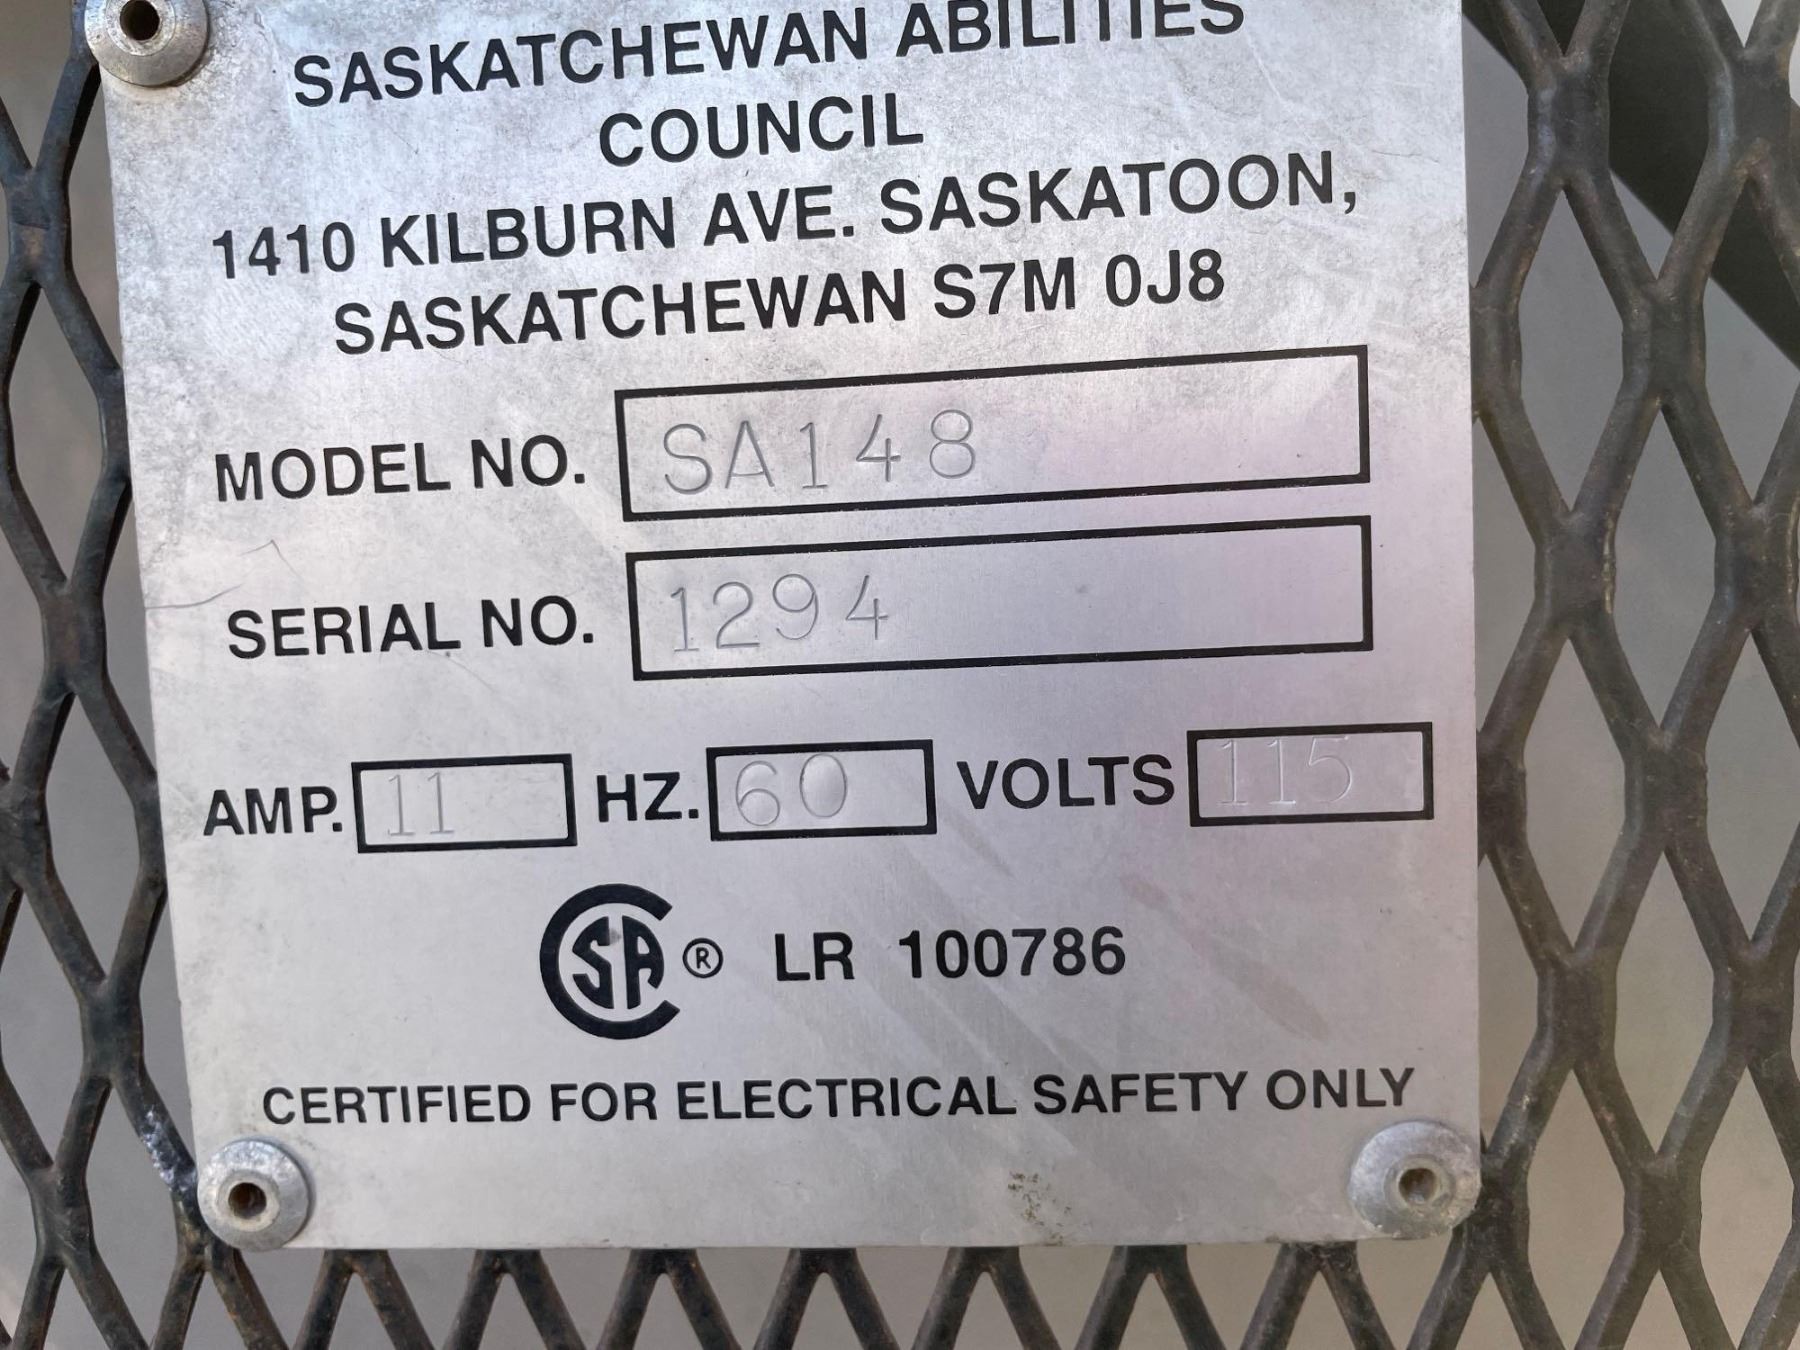 SASKATCHEWAN ABILITIES
COUNCIL
1410 KILBURN AVE. SASKATOON,
SASKATCHEWAN S7M 0J8
MODEL NO. SA148
SERIAL NO. 1294
AMP. 11 HZ. 60 VOLTS 115
SA ® LR 100786
CERTIFIED FOR ELECTRICAL SAFETY ONLY